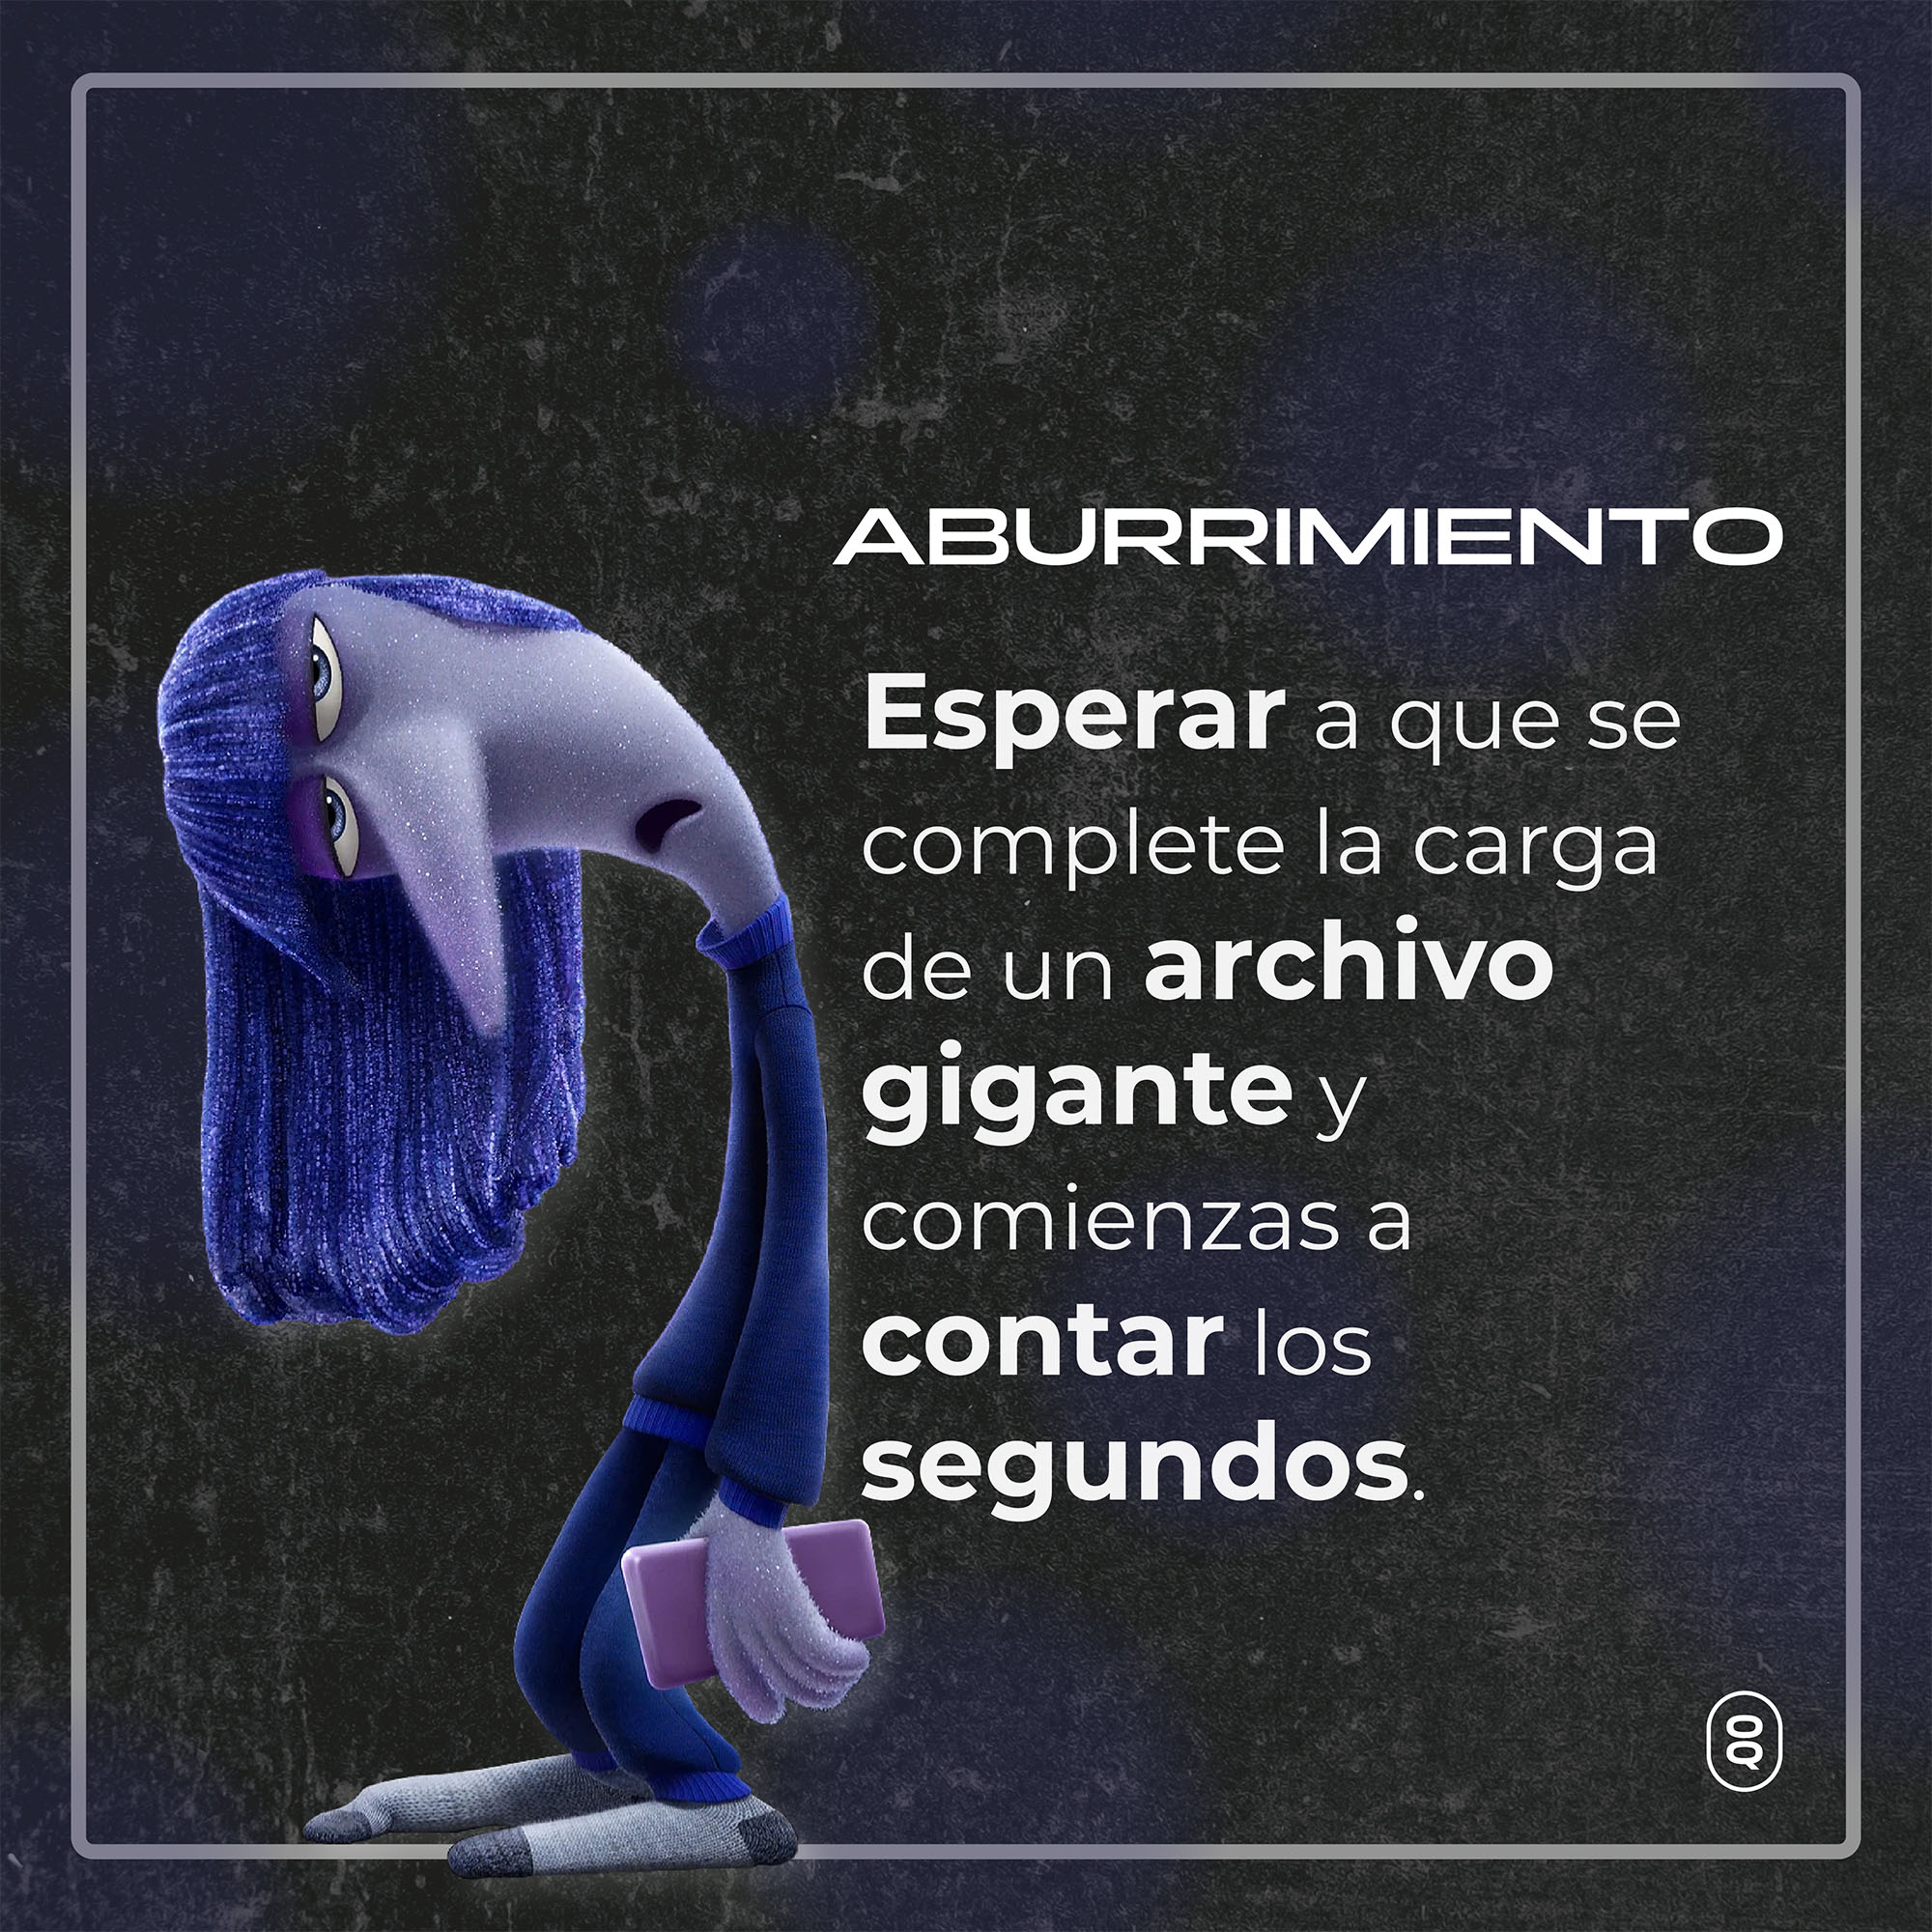 ABURRIMIENTO
Esperar a que se
complete la carga
de un archivo
gigante y
comienzas a
contar los
segundos.